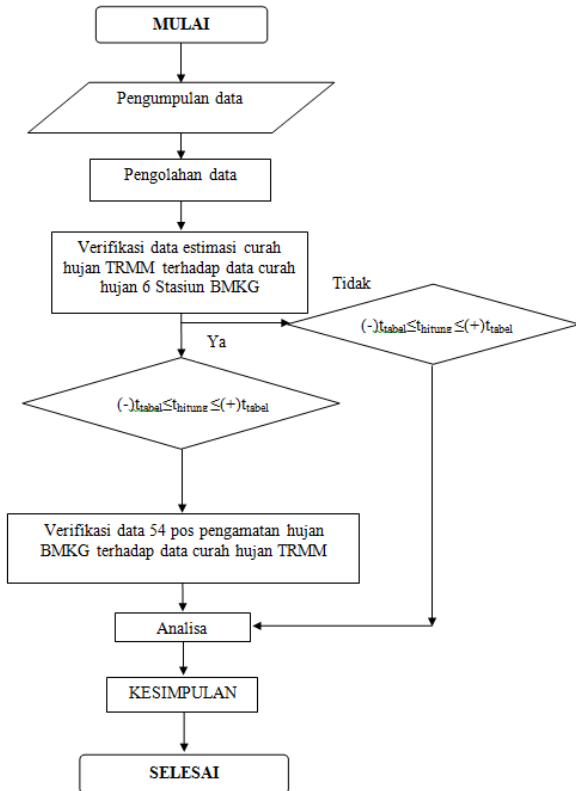 MULAI
Pengumpulan data
Pengolahan data
Verifikasi data estimasi curah
hujan TRMM terhadap data curah
hujan 6 Stasiun BMKG
Tidak
(-)ttabel≤thitung ≤(+)ttabel
Ya
(-)ttabel≤thitung ≤(+)ttabel
Verifikasi data 54 pos pengamatan hujan
BMKG terhadap data curah hujan TRMM
Analisa
KESIMPULAN
SELESAI